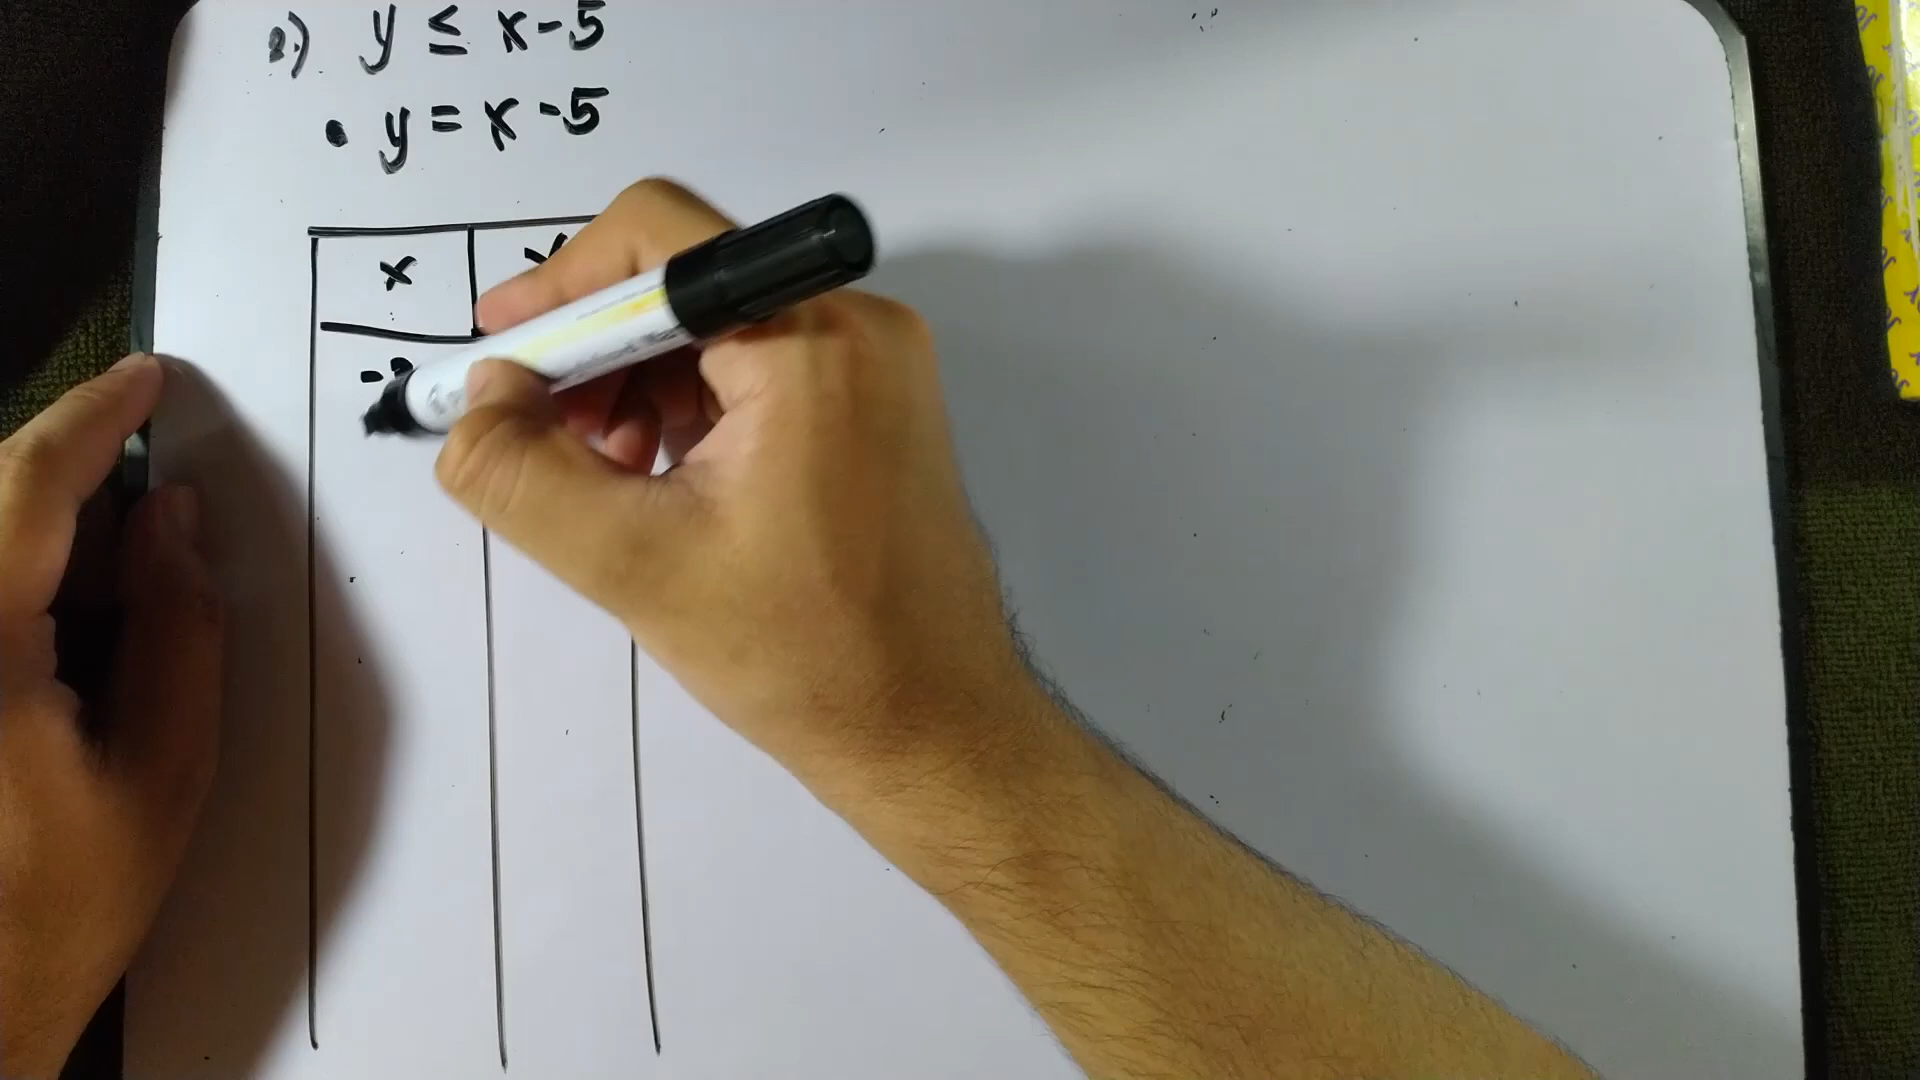 2.) y ≤ x - 5
• y = x - 5
x